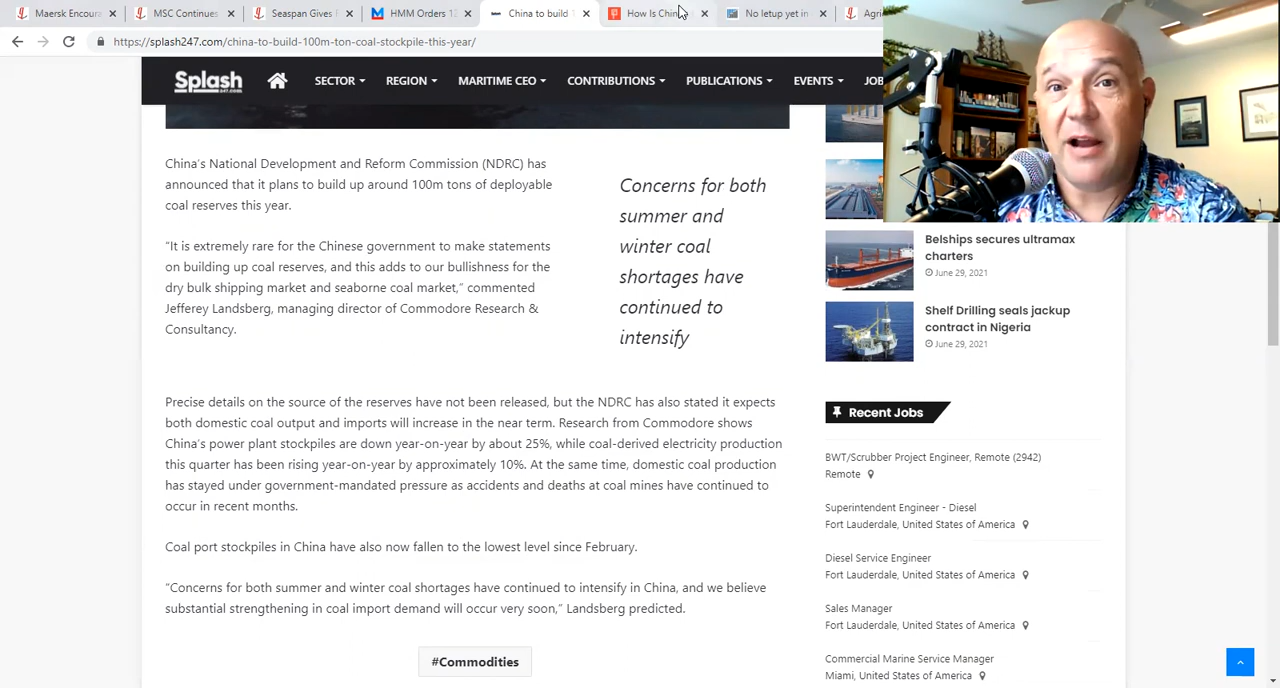 Maersk Encoura
MSC Continues
Seaspan Gives F
HMM Orders 12
China to build 1
How Is China
No letup yet in
Agri
https://splash247.com/china-to-build-100m-ton-coal-stockpile-this-year/
Splash
247.com
SECTOR
REGION
MARITIME CEO
CONTRIBUTIONS
PUBLICATIONS
EVENTS
JOB
China's National Development and Reform Commission (NDRC) has
announced that it plans to build up around 100m tons of deployable
coal reserves this year.
"It is extremely rare for the Chinese government to make statements
on building up coal reserves, and this adds to our bullishness for the
dry bulk shipping market and seaborne coal market," commented
Jefferey Landsberg, managing director of Commodore Research &
Consultancy.
Concerns for both
summer and
winter coal
shortages have
continued to
intensify
Precise details on the source of the reserves have not been released, but the NDRC has also stated it expects
both domestic coal output and imports will increase in the near term. Research from Commodore shows
China's power plant stockpiles are down year-on-year by about 25%, while coal-derived electricity production
this quarter has been rising year-on-year by approximately 10%. At the same time, domestic coal production
has stayed under government-mandated pressure as accidents and deaths at coal mines have continued to
occur in recent months.
Coal port stockpiles in China have also now fallen to the lowest level since February.
"Concerns for both summer and winter coal shortages have continued to intensify in China, and we believe
substantial strengthening in coal import demand will occur very soon," Landsberg predicted.
#Commodities
Belships secures ultramax
charters
June 29, 2021
Shelf Drilling seals jackup
contract in Nigeria
June 29, 2021
Recent Jobs
BWT/Scrubber Project Engineer, Remote (2942)
Remote
Superintendent Engineer - Diesel
Fort Lauderdale, United States of America
Diesel Service Engineer
Fort Lauderdale, United States of America
Sales Manager
Fort Lauderdale, United States of America
Commercial Marine Service Manager
Miami, United States of America